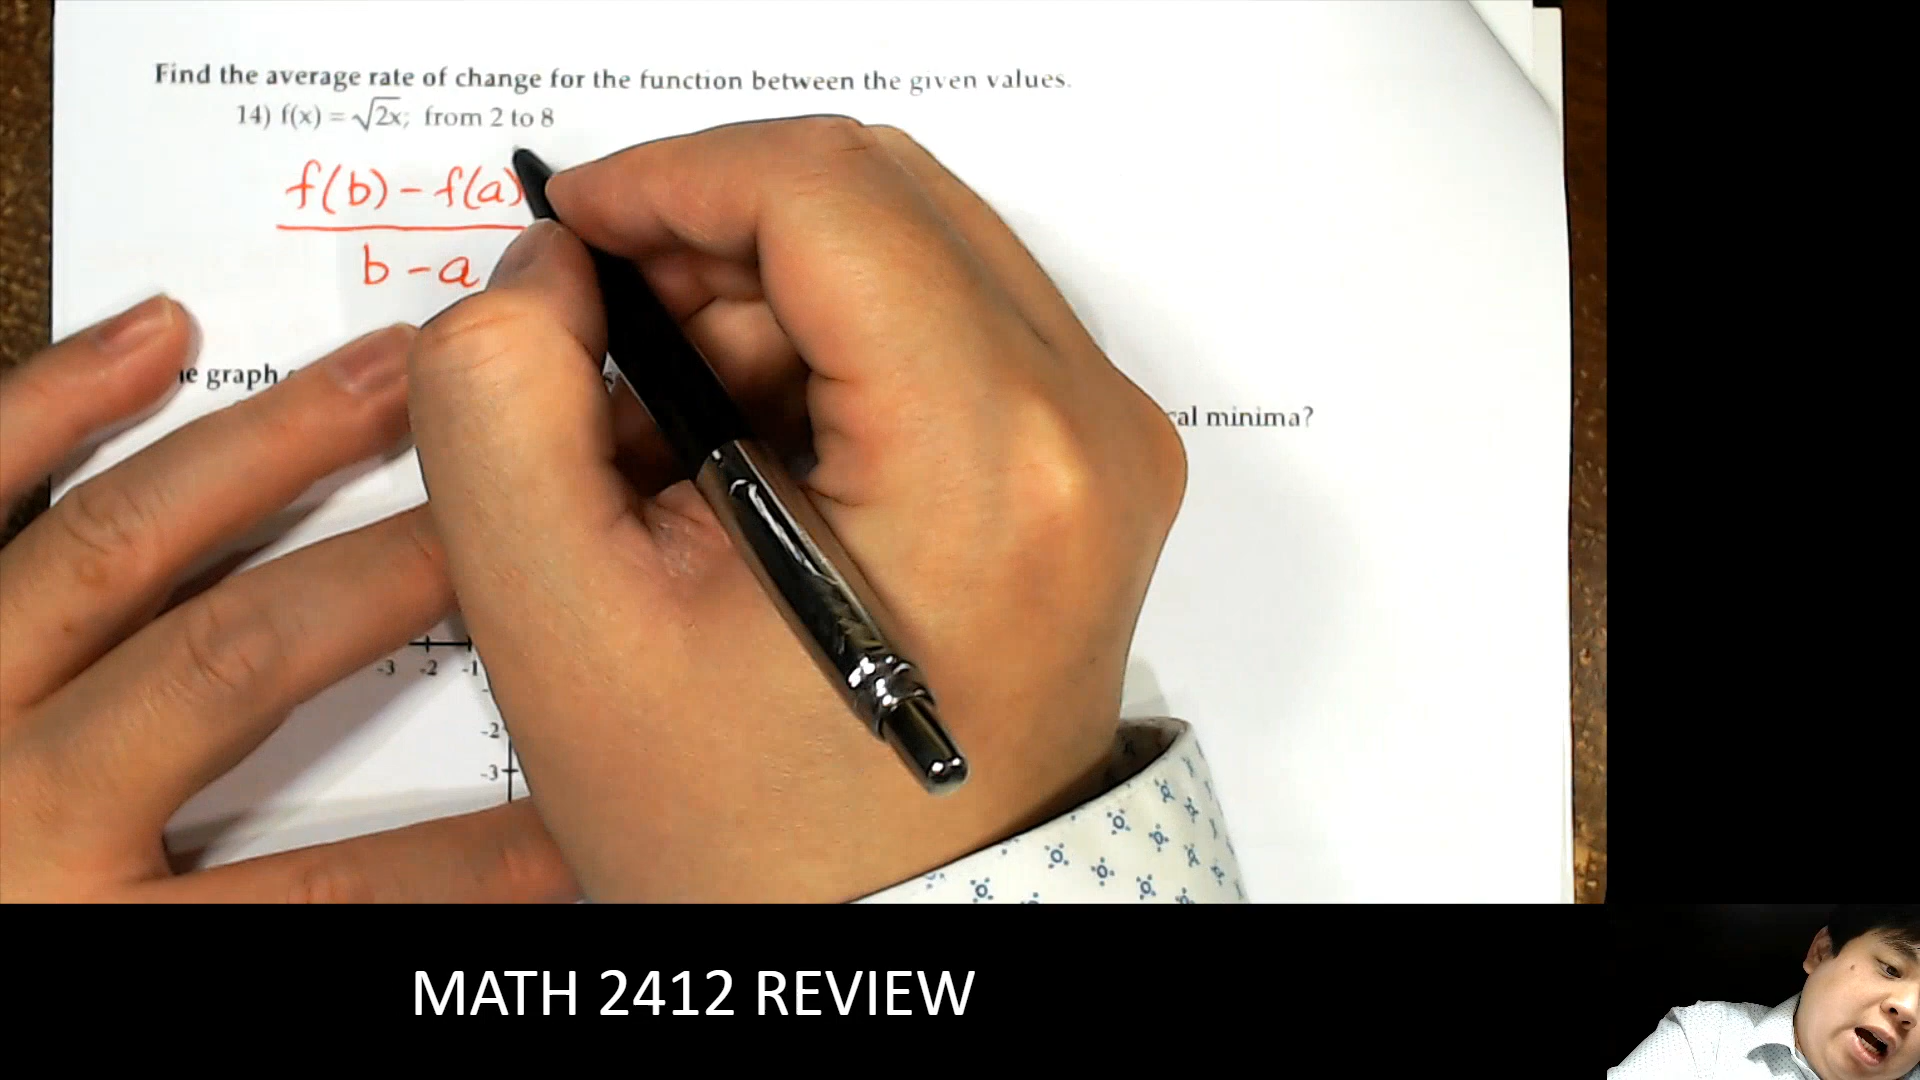 Find the average rate of change for the function between the given values.
14) f(x) = √2x; from 2 to 8
f(b) - f(a)
b - a
graph
minima?
-3 -2 -1
-2
-3
MATH 2412 REVIEW